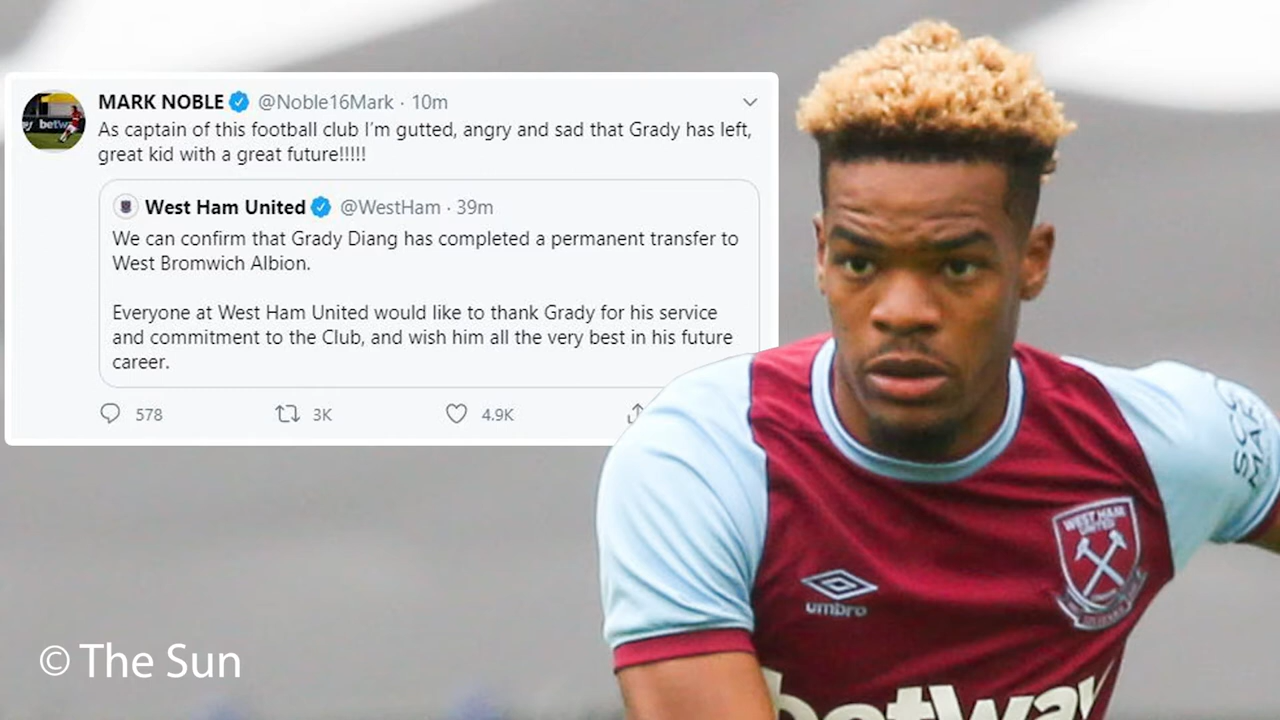 MARK NOBLE @Noble16Mark · 10m
As captain of this football club I'm gutted, angry and sad that Grady has left,
great kid with a great future!!!!!
West Ham United @WestHam · 39m
We can confirm that Grady Diang has completed a permanent transfer to
West Bromwich Albion.
Everyone at West Ham United would like to thank Grady for his service
and commitment to the Club, and wish him all the very best in his future
career.
578 3K 4.9K
WEST HAM
UNITED
umbro
betway
© The Sun